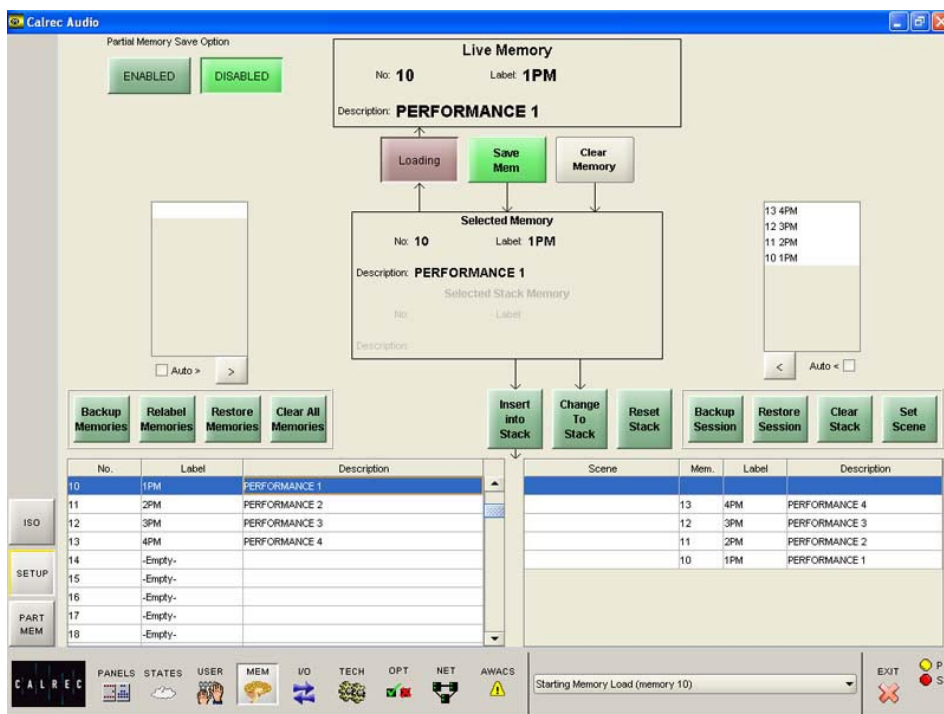 Calrec Audio
Partial Memory Save Option
ENABLED DISABLED
Live Memory
No: 10 Label: 1PM
Description: PERFORMANCE 1
Loading
Save Mem
Clear Memory
Selected Memory
No: 10 Label: 1PM
Description: PERFORMANCE 1
Selected Stack Memory
No: Label:
Description:
13 4PM
12 3PM
11 2PM
10 1PM
Auto > >
< Auto <
Backup Memories
Relabel Memories
Restore Memories
Clear All Memories
Insert into Stack
Change To Stack
Reset Stack
Backup Session
Restore Session
Clear Stack
Set Scene
No. Label Description
10 1PM PERFORMANCE 1
11 2PM PERFORMANCE 2
12 3PM PERFORMANCE 3
13 4PM PERFORMANCE 4
14 -Empty-
15 -Empty-
16 -Empty-
17 -Empty-
18 -Empty-
Scene Mem. Label Description
13 4PM PERFORMANCE 4
12 3PM PERFORMANCE 3
11 2PM PERFORMANCE 2
10 1PM PERFORMANCE 1
ISO
SETUP
PART MEM
CALREC
PANELS STATES USER MEM I/O TECH OPT NET AWACS
Starting Memory Load (memory 10)
EXIT
P
S